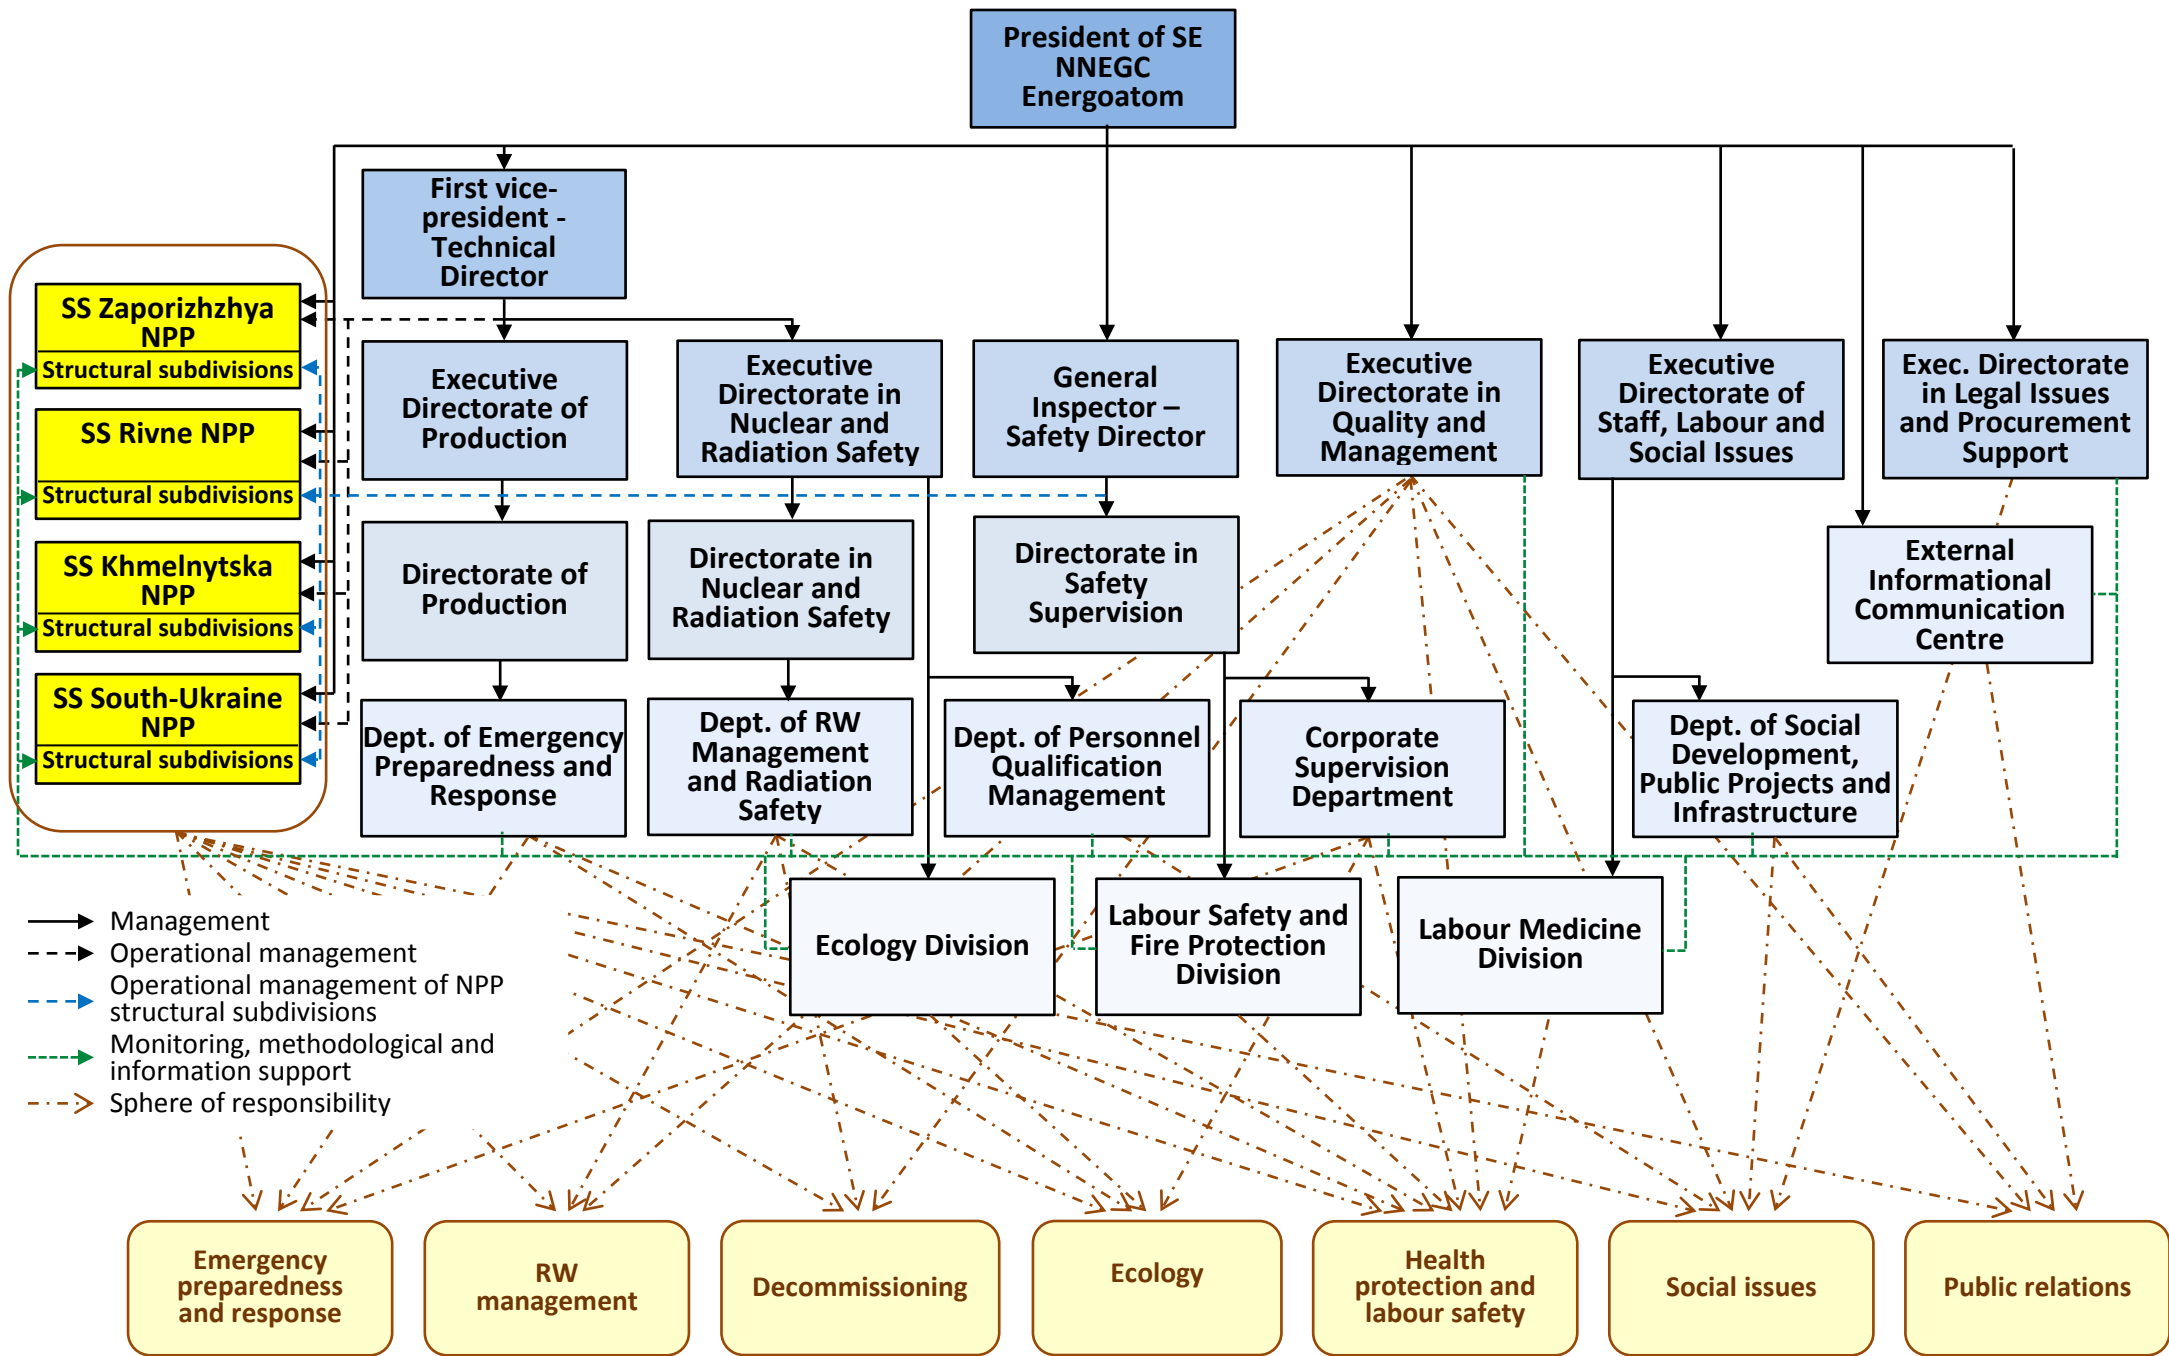 President of SE
NNEGC
Energoatom
First vice-
president -
Technical
Director
SS Zaporizhzhya
NPP
Structural subdivisions
SS Rivne NPP
Structural subdivisions
SS Khmelnytska
NPP
Structural subdivisions
SS South-Ukraine
NPP
Structural subdivisions
Executive
Directorate of
Production
Executive
Directorate in
Nuclear and
Radiation Safety
General
Inspector –
Safety Director
Executive
Directorate in
Quality and
Management
Executive
Directorate of
Staff, Labour and
Social Issues
Exec. Directorate
in Legal Issues
and Procurement
Support
Directorate of
Production
Directorate in
Nuclear and
Radiation Safety
Directorate in
Safety
Supervision
External
Informational
Communication
Centre
Dept. of Emergency
Preparedness and
Response
Dept. of RW
Management
and Radiation
Safety
Dept. of Personnel
Qualification
Management
Corporate
Supervision
Department
Dept. of Social
Development,
Public Projects and
Infrastructure
Ecology Division
Labour Safety and
Fire Protection
Division
Labour Medicine
Division
Management
Operational management
Operational management of NPP
structural subdivisions
Monitoring, methodological and
information support
Sphere of responsibility
Emergency
preparedness
and response
RW
management
Decommissioning
Ecology
Health
protection and
labour safety
Social issues
Public relations